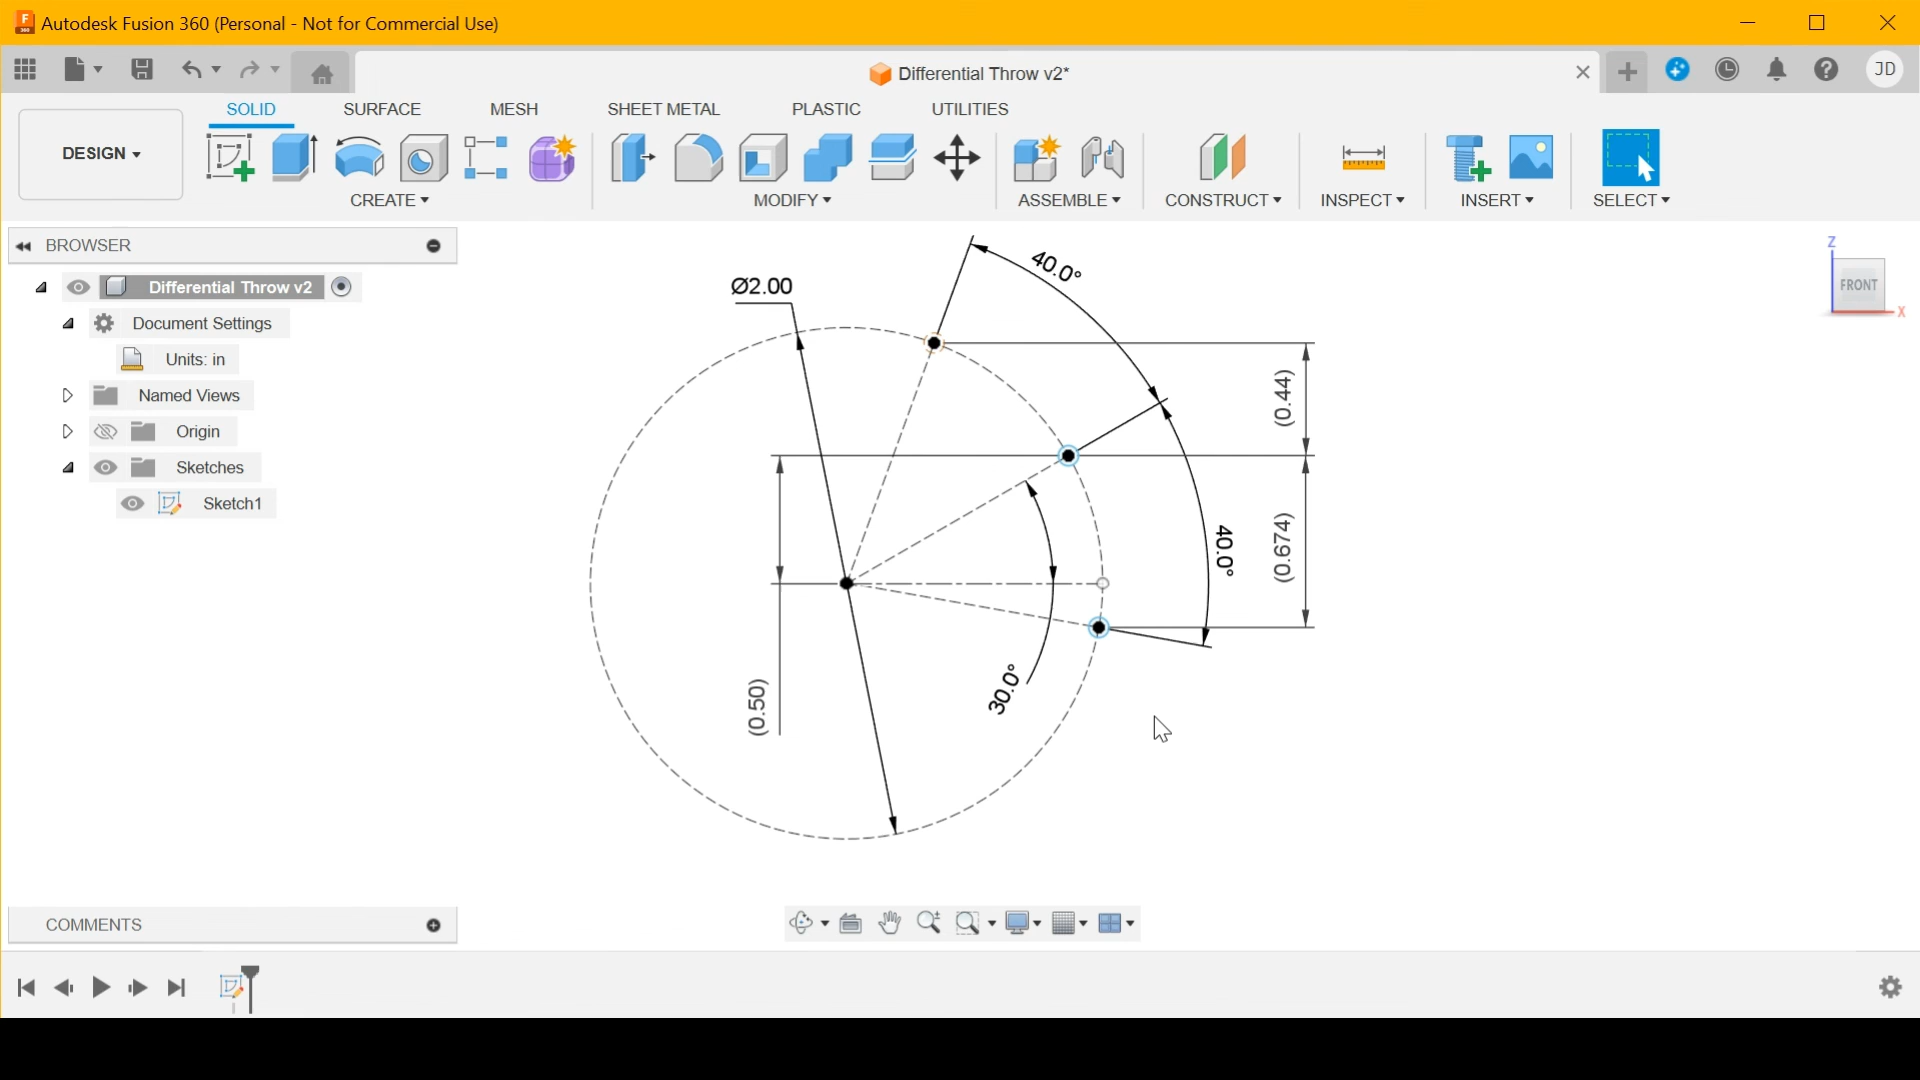 Autodesk Fusion 360 (Personal - Not for Commercial Use)
Differential Throw v2*
JD
SOLID
SURFACE
MESH
SHEET METAL
PLASTIC
UTILITIES
DESIGN
CREATE
MODIFY
ASSEMBLE
CONSTRUCT
INSPECT
INSERT
SELECT
BROWSER
Differential Throw v2
Document Settings
Units: in
Named Views
Origin
Sketches
Sketch1
Z
FRONT
X
Ø2.00
40.0°
(0.44)
40.0°
(0.674)
30.0°
(0.50)
COMMENTS